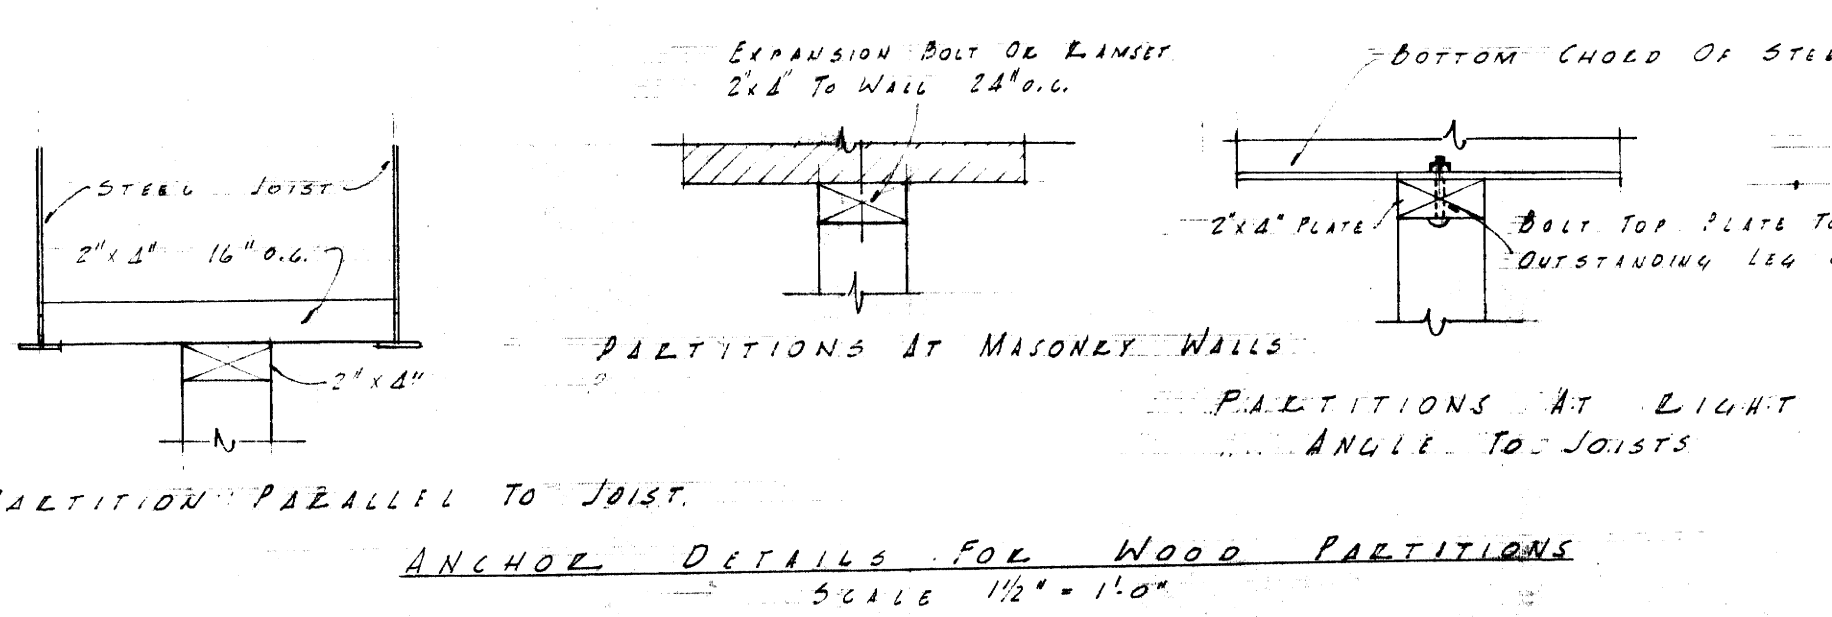 STEEL JOIST
2"x4" 16" O.C.
2"x4"
PARTITION PARALLEL TO JOIST.
EXPANSION BOLT OR RAMSET
2"x4" TO WALL 24" O.C.
PARTITIONS AT MASONRY WALLS
BOTTOM CHORD OF
2"x4" PLATE
BOLT TOP PLATE TO
OUTSTANDING LEG
PARTITIONS AT RIGHT
ANGLE TO JOISTS
ANCHOR DETAILS FOR WOOD PARTITIONS
SCALE 1½" = 1'-0"